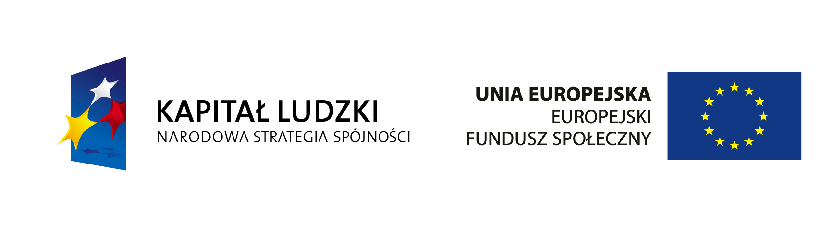 KAPITAŁ LUDZKI
NARODOWA STRATEGIA SPÓJNOŚCI
UNIA EUROPEJSKA
EUROPEJSKI
FUNDUSZ SPOŁECZNY